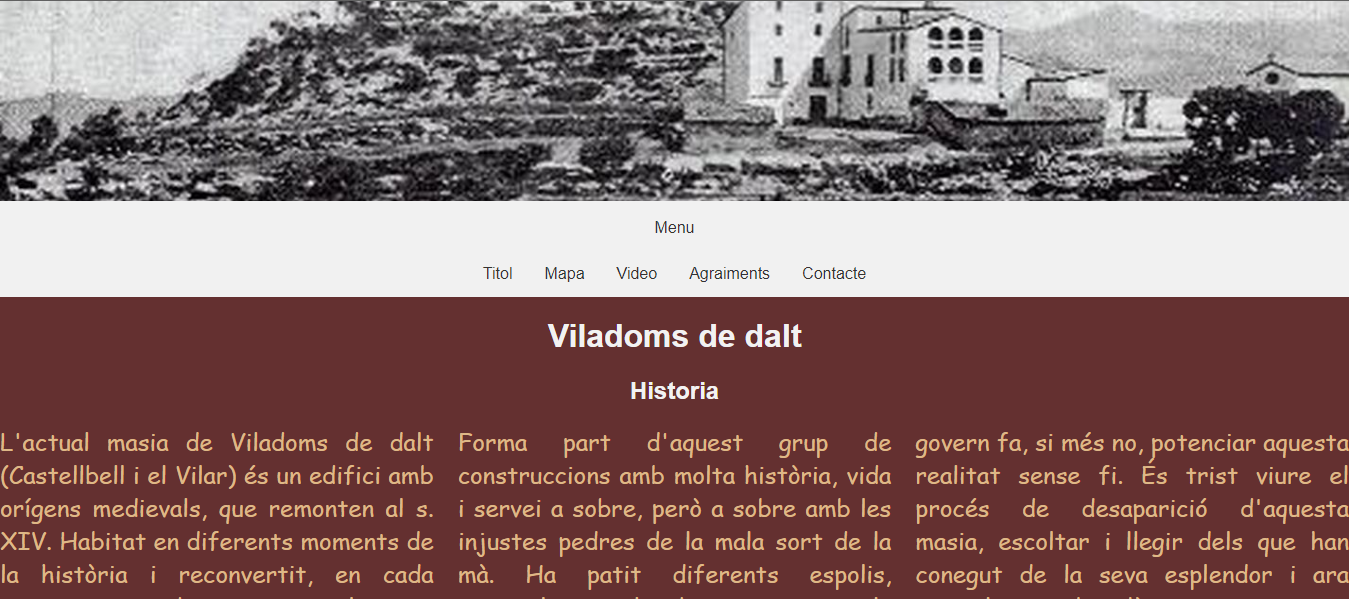 Menu
Titol Mapa Video Agraiments Contacte
Viladoms de dalt
Historia
L'actual masia de Viladoms de dalt
(Castellbell i el Vilar) és un edifici amb
orígens medievals, que remonten al s.
XIV. Habitat en diferents moments de
la història i reconvertit, en cada
Forma part d'aquest grup de
construccions amb molta història, vida
i servei a sobre, però a sobre amb les
injustes pedres de la mala sort de la
mà. Ha patit diferents espolis,
govern fa, si més no, potenciar aquesta
realitat sense fi. És trist viure el
procés de desaparició d'aquesta
masia, escoltar i llegir dels que han
conegut de la seva esplendor i ara